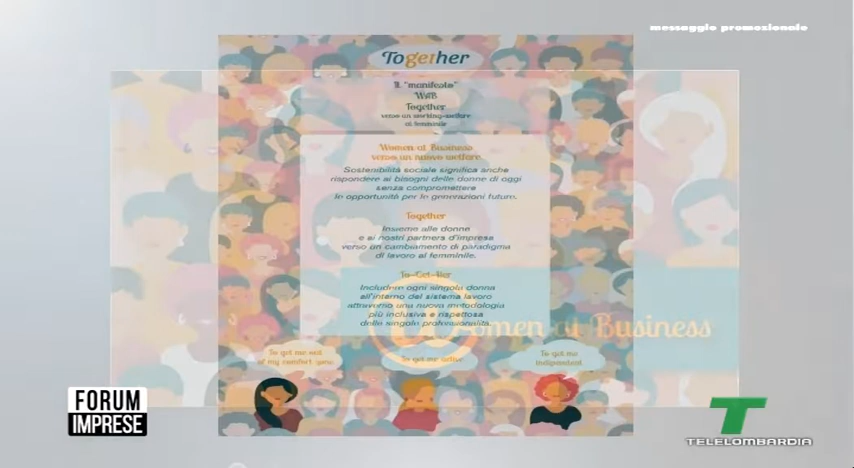 messaggio promozionale
Together
IL "manifesto"
WaB
Together
verso un working-welfare
al femminile
Women at Business
verso un nuovo welfare
Sostenibilità sociale significa anche
rispondere ai bisogni delle donne di oggi
senza compromettere
le opportunità per le generazioni future.
Together
Insieme alle donne
e ai nostri partners d'impresa
verso un cambiamento di paradigma
di lavoro al femminile.
To-Get-Her
Includere ogni singola donna
all'interno del sistema lavoro
attraverso una nuova metodologia
più inclusiva e rispettosa
delle singole professionalità.
Women at Business
To get me out
of my comfort zone
To get me active
To get me
independent
FORUM
IMPRESE
TELELOMBARDIA